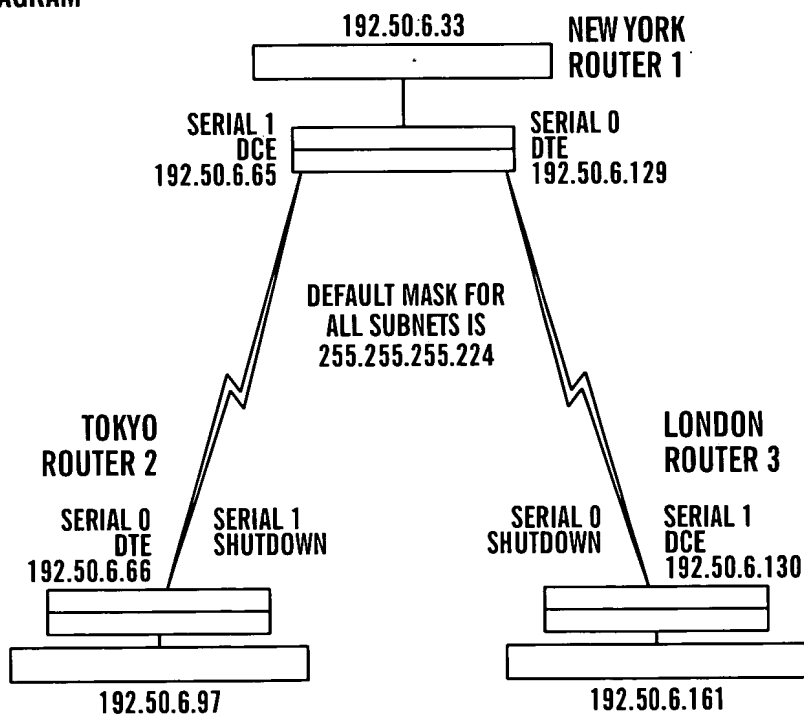 192.50.6.33
NEW YORK
ROUTER 1
SERIAL 1
DCE
192.50.6.65
SERIAL 0
DTE
192.50.6.129
DEFAULT MASK FOR
ALL SUBNETS IS
255.255.255.224
TOKYO
ROUTER 2
LONDON
ROUTER 3
SERIAL 0
DTE
192.50.6.66
SERIAL 1
SHUTDOWN
SERIAL 0
SHUTDOWN
SERIAL 1
DCE
192.50.6.130
192.50.6.97
192.50.6.161